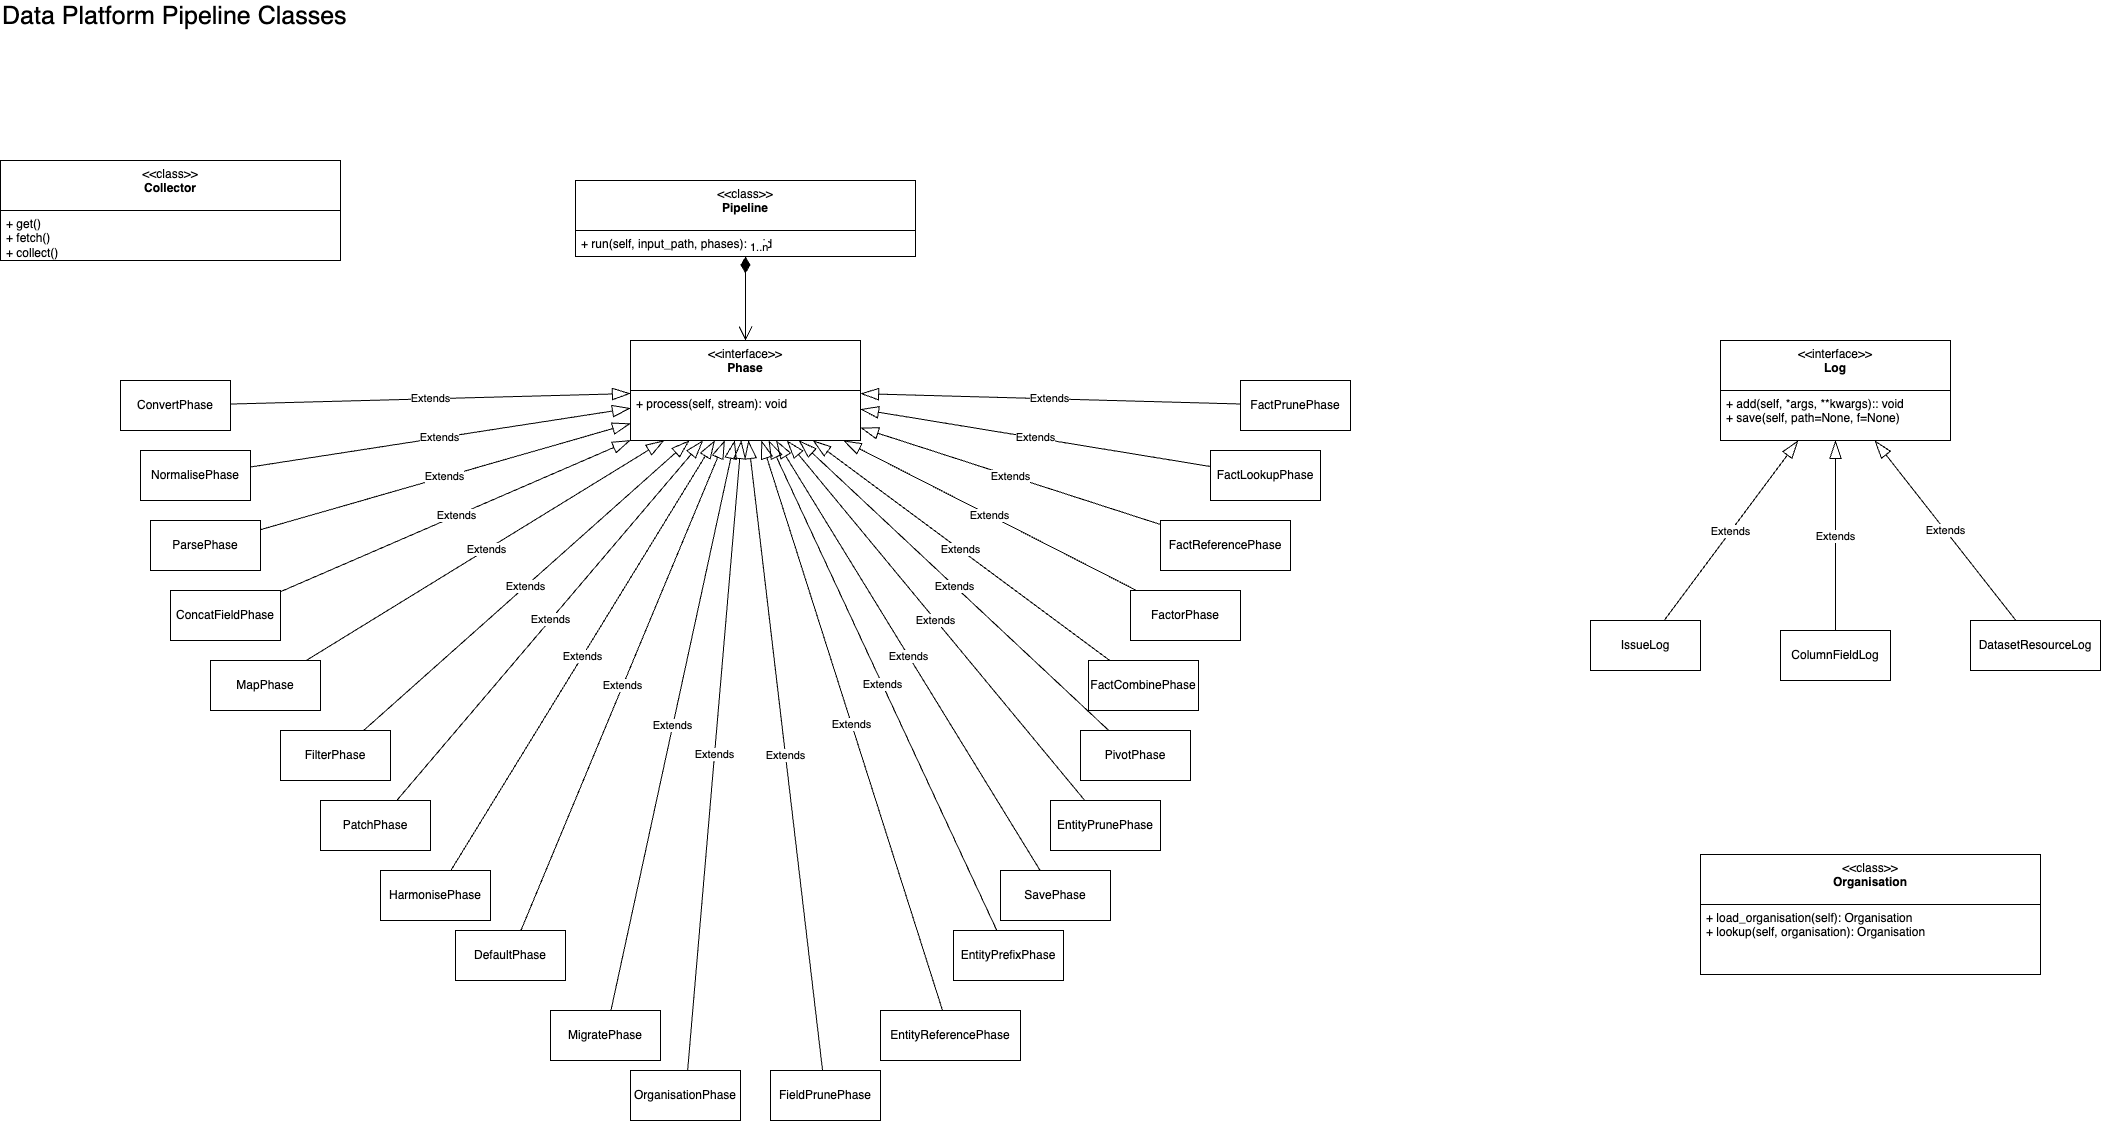 Data Platform Pipeline Classes
<<class>>
Collector
+ get()
+ fetch()
+ collect()
<<class>>
Pipeline
+ run(self, input_path, phases):
1..n
<<interface>>
Phase
+ process(self, stream): void
<<interface>>
Log
+ add(self, *args, **kwargs):: void
+ save(self, path=None, f=None)
ConvertPhase
Extends
Extends
FactPrunePhase
NormalisePhase
Extends
Extends
FactLookupPhase
ParsePhase
Extends
Extends
FactReferencePhase
ConcatFieldPhase
Extends
Extends
FactorPhase
MapPhase
Extends
Extends
FactCombinePhase
FilterPhase
Extends
Extends
PivotPhase
PatchPhase
Extends
Extends
EntityPrunePhase
HarmonisePhase
Extends
Extends
SavePhase
DefaultPhase
Extends
Extends
EntityPrefixPhase
MigratePhase
Extends
Extends
EntityReferencePhase
OrganisationPhase
Extends
Extends
FieldPrunePhase
Extends
Extends
Extends
IssueLog
ColumnFieldLog
DatasetResourceLog
<<class>>
Organisation
+ load_organisation(self): Organisation
+ lookup(self, organisation): Organisation